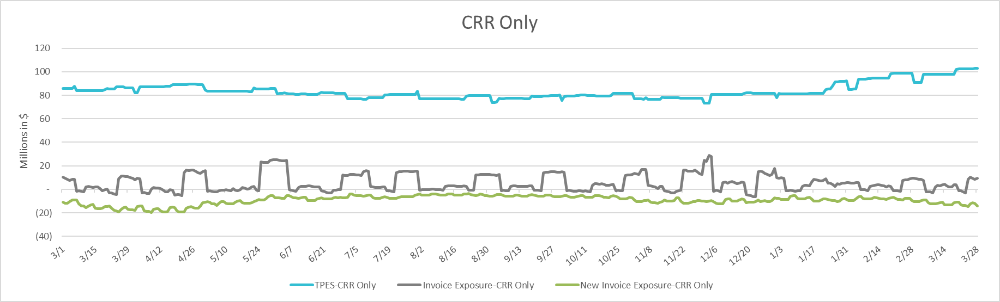 CRR Only
Millions in $
120
100
80
60
40
20
-
(20)
(40)
3/1 3/15 3/29 4/12 4/26 5/10 5/24 6/7 6/21 7/5 7/19 8/2 8/16 8/30 9/13 9/27 10/11 10/25 11/8 11/22 12/6 12/20 1/3 1/17 1/31 2/14 2/28 3/14 3/28
TPES-CRR Only Invoice Exposure-CRR Only New Invoice Exposure-CRR Only